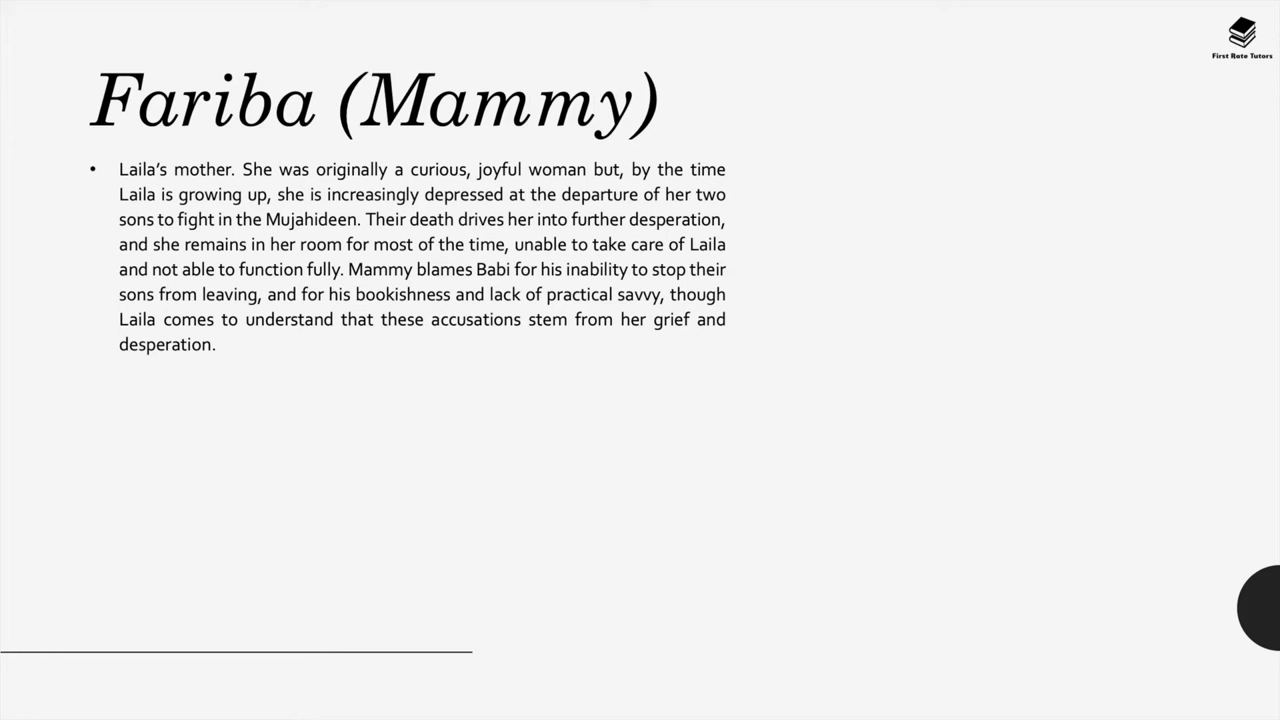 First Rate Tutors
Fariba (Mammy)
• Laila’s mother. She was originally a curious, joyful woman but, by the time
Laila is growing up, she is increasingly depressed at the departure of her two
sons to fight in the Mujahideen. Their death drives her into further desperation,
and she remains in her room for most of the time, unable to take care of Laila
and not able to function fully. Mammy blames Babi for his inability to stop their
sons from leaving, and for his bookishness and lack of practical savvy, though
Laila comes to understand that these accusations stem from her grief and
desperation.